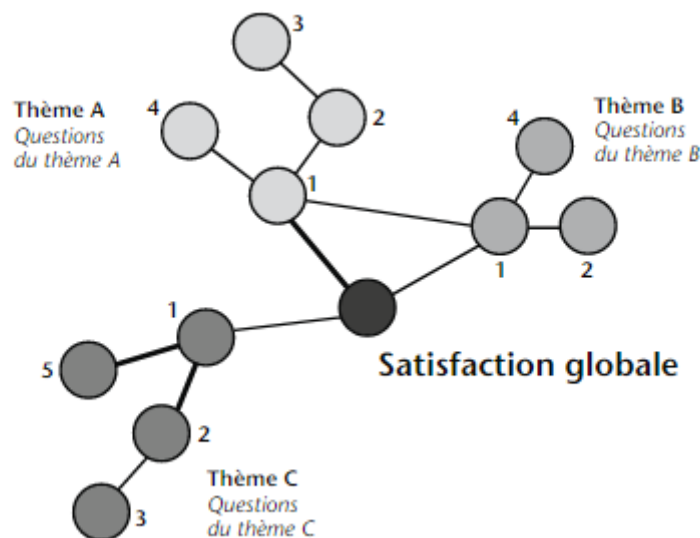 3
Thème A
Questions
du thème A
4
2
1
Thème B
Questions
du thème B
4
1
2
Satisfaction globale
1
5
2
3
Thème C
Questions
du thème C